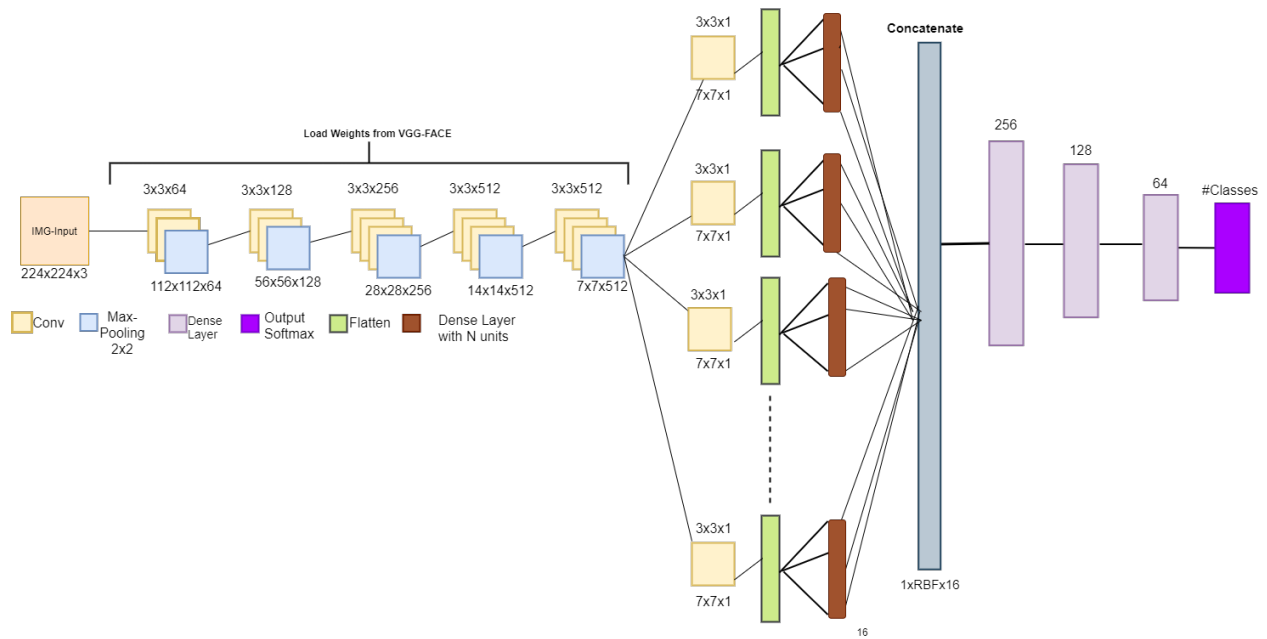 3x3x1
7x7x1
Concatenate
Load Weights from VGG-FACE
3x3x64
3x3x128
3x3x256
3x3x512
3x3x512
IMG-Input
224x224x3
112x112x64
56x56x128
28x28x256
14x14x512
7x7x512
3x3x1
7x7x1
3x3x1
7x7x1
3x3x1
7x7x1
16
1xRBFx16
256
128
64
#Classes
Conv
Max-
Pooling
2x2
Dense
Layer
Output
Softmax
Flatten
Dense Layer
with N units